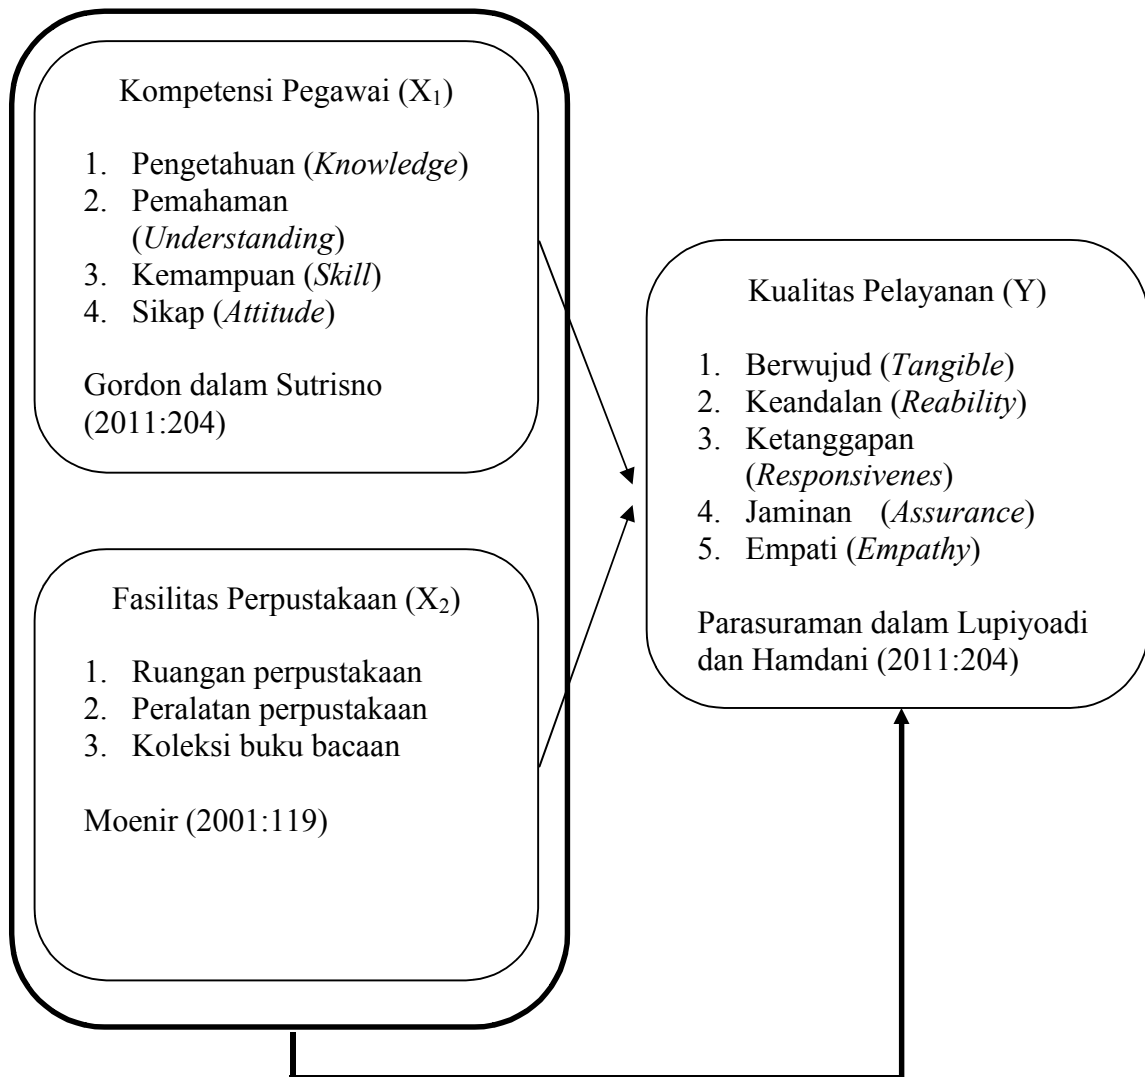 Kompetensi Pegawai (X₁)
1. Pengetahuan (Knowledge)
2. Pemahaman
(Understanding)
3. Kemampuan (Skill)
4. Sikap (Attitude)
Gordon dalam Sutrisno
(2011:204)
Fasilitas Perpustakaan (X₂)
1. Ruangan perpustakaan
2. Peralatan perpustakaan
3. Koleksi buku bacaan
Moenir (2001:119)
Kualitas Pelayanan (Y)
1. Berwujud (Tangible)
2. Keandalan (Reability)
3. Ketanggapan
(Responsivenes)
4. Jaminan (Assurance)
5. Empati (Empathy)
Parasuraman dalam Lupiyoadi
dan Hamdani (2011:204)